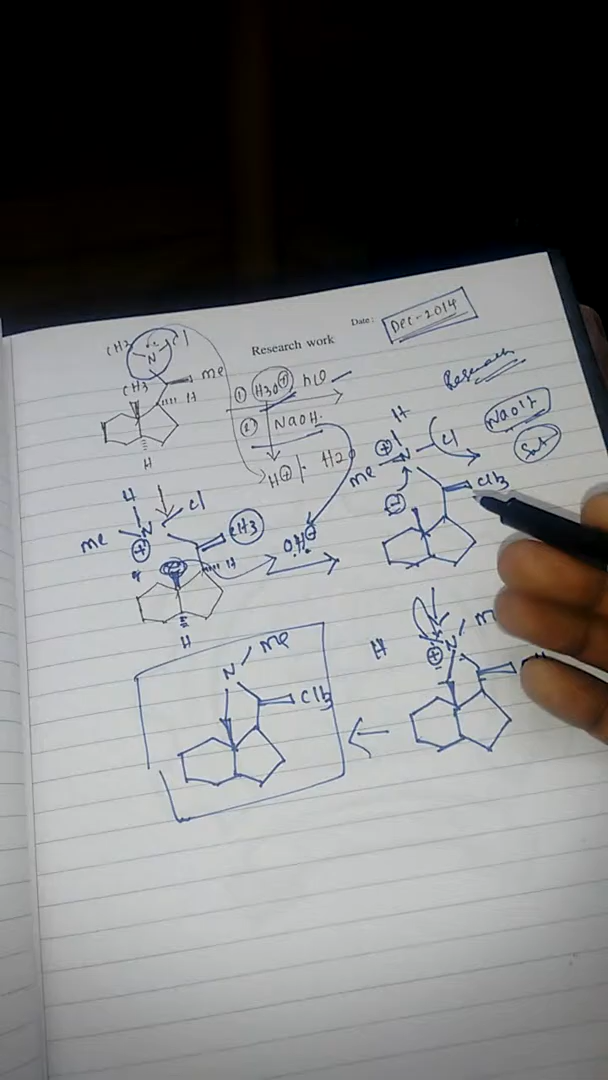 Date :
Dec-2014
Research work
Research
CH3
Cl
N
CH3
Me
H
H
① H3O⊕ hν
② NaOH
H⊕ | H2O
NaOH
H
Cl
⊕
Me
N
CH3
H
Cl
Me
N
⊕
CH3
H
H
N
⊕
H
N
Me
CH3